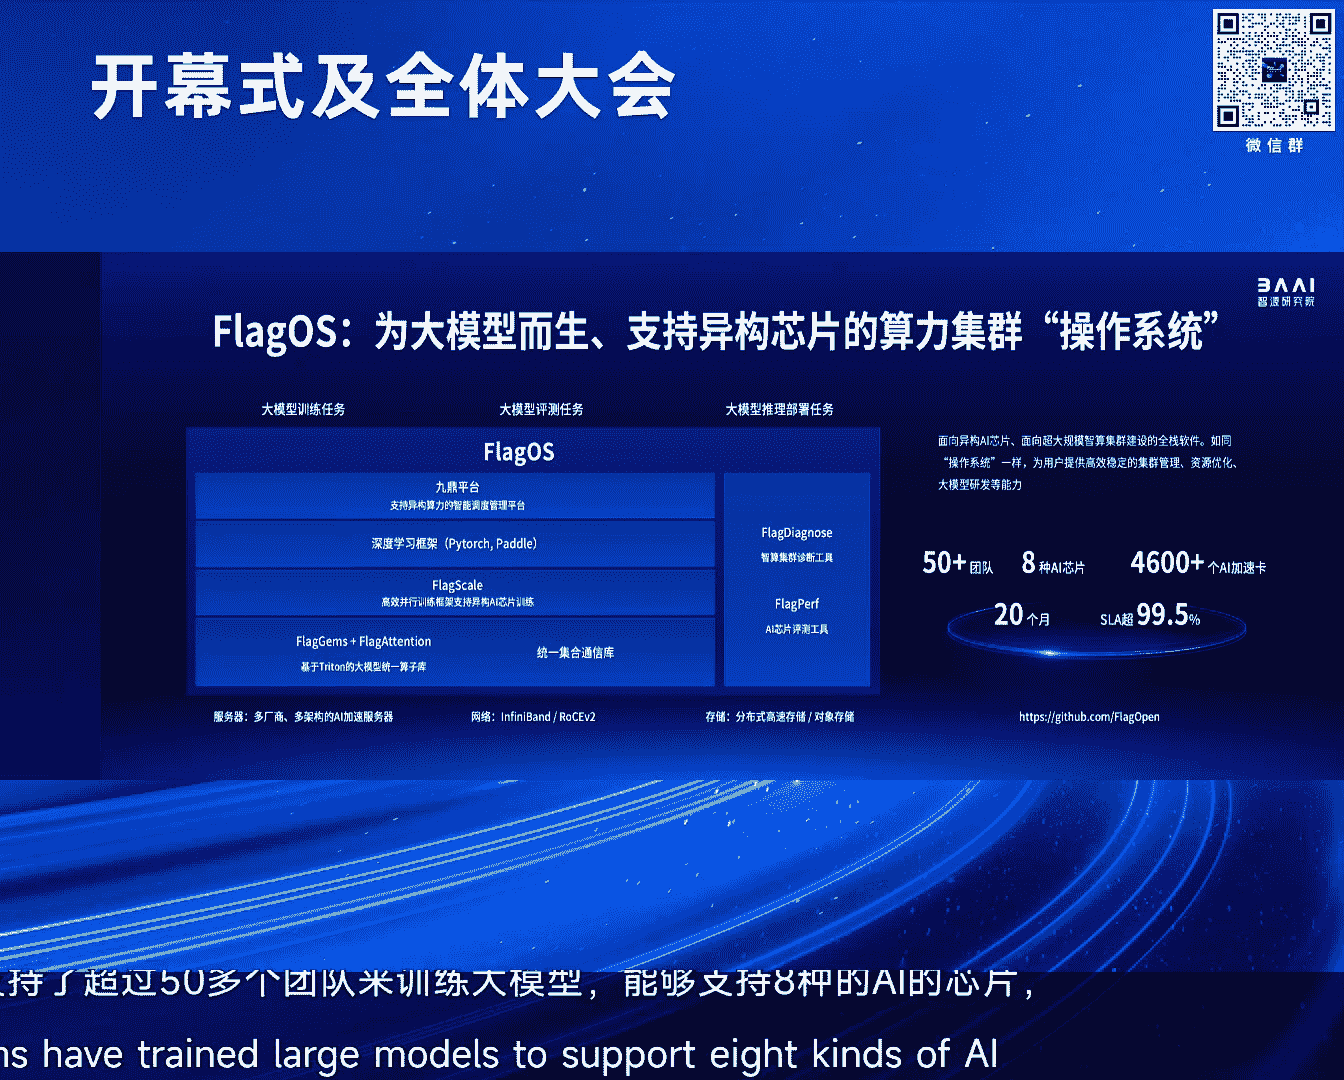 开幕式及全体大会
微信群
BAAI
智源研究院
FlagOS：为大模型而生、支持异构芯片的算力集群“操作系统”
大模型训练任务 大模型评测任务 大模型推理部署任务
FlagOS
九鼎平台
支持异构算力的智能调度管理平台
深度学习框架（Pytorch, Paddle）
FlagScale
高效并行训练框架支持异构AI芯片训练
FlagGems + FlagAttention
基于Triton的大模型统一算子库
统一集合通信库
FlagDiagnose
智算集群诊断工具
FlagPerf
AI芯片评测工具
服务器：多厂商、多架构的AI加速服务器 网络：InfiniBand / RoCEv2 存储：分布式高速存储 / 对象存储
面向异构AI芯片、面向超大规模智算集群建设的全栈软件。如同
“操作系统”一样，为用户提供高效稳定的集群管理、资源优化、
大模型研发等能力
50+团队 8种AI芯片 4600+个AI加速卡
20个月 SLA超99.5%
https://github.com/FlagOpen
持了超过50多个团队来训练大模型，能够支持8种的AI的芯片，
ns have trained large models to support eight kinds of AI